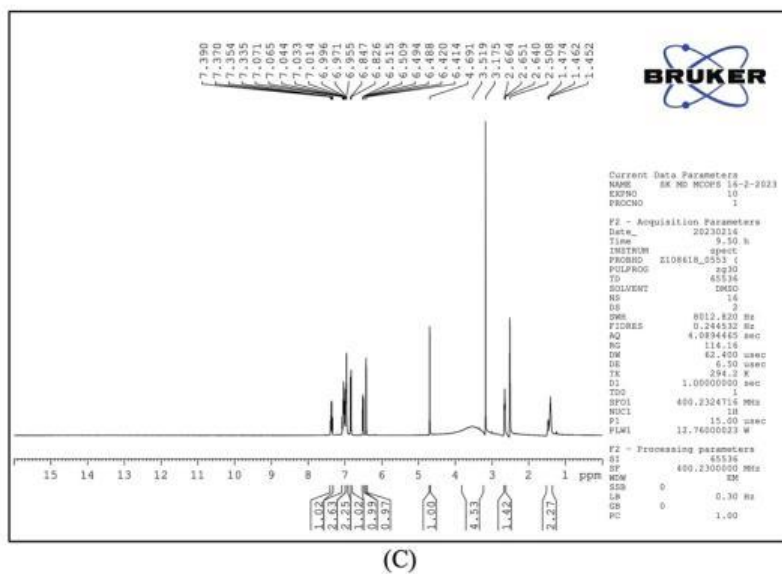 7.390
7.370
7.354
7.335
7.071
7.065
7.044
7.033
7.014
6.996
6.971
6.955
6.847
6.826
6.515
6.509
6.494
6.488
6.420
6.414
4.691
3.519
3.175
2.664
2.651
2.640
2.508
1.474
1.462
1.452
BRUKER
Current Data Parameters
NAME SK MD MCOPS 16-2-2023
EXPNO 10
PROCNO 1
F2 - Acquisition Parameters
Date_ 20230216
Time 9.50 h
INSTRUM spect
PROBHD Z108618_0553 (
PULPROG zg30
TD 65536
SOLVENT DMSO
NS 16
DS 2
SWH 8012.820 Hz
FIDRES 0.244532 Hz
AQ 4.0894465 sec
RG 114.16
DW 62.400 usec
DE 6.50 usec
TE 294.2 K
D1 1.00000000 sec
TD0 1
SFO1 400.2324716 MHz
NUC1 1H
P1 15.00 usec
PLW1 12.76000023 W
F2 - Processing parameters
SI 65536
SF 400.2300000 MHz
WDW EM
SSB 0
LB 0.30 Hz
GB 0
PC 1.00
15 14 13 12 11 10 9 8 7 6 5 4 3 2 1 ppm
1.02
2.63
2.25
1.02
0.99
0.97
1.00
4.53
1.42
2.27
(C)